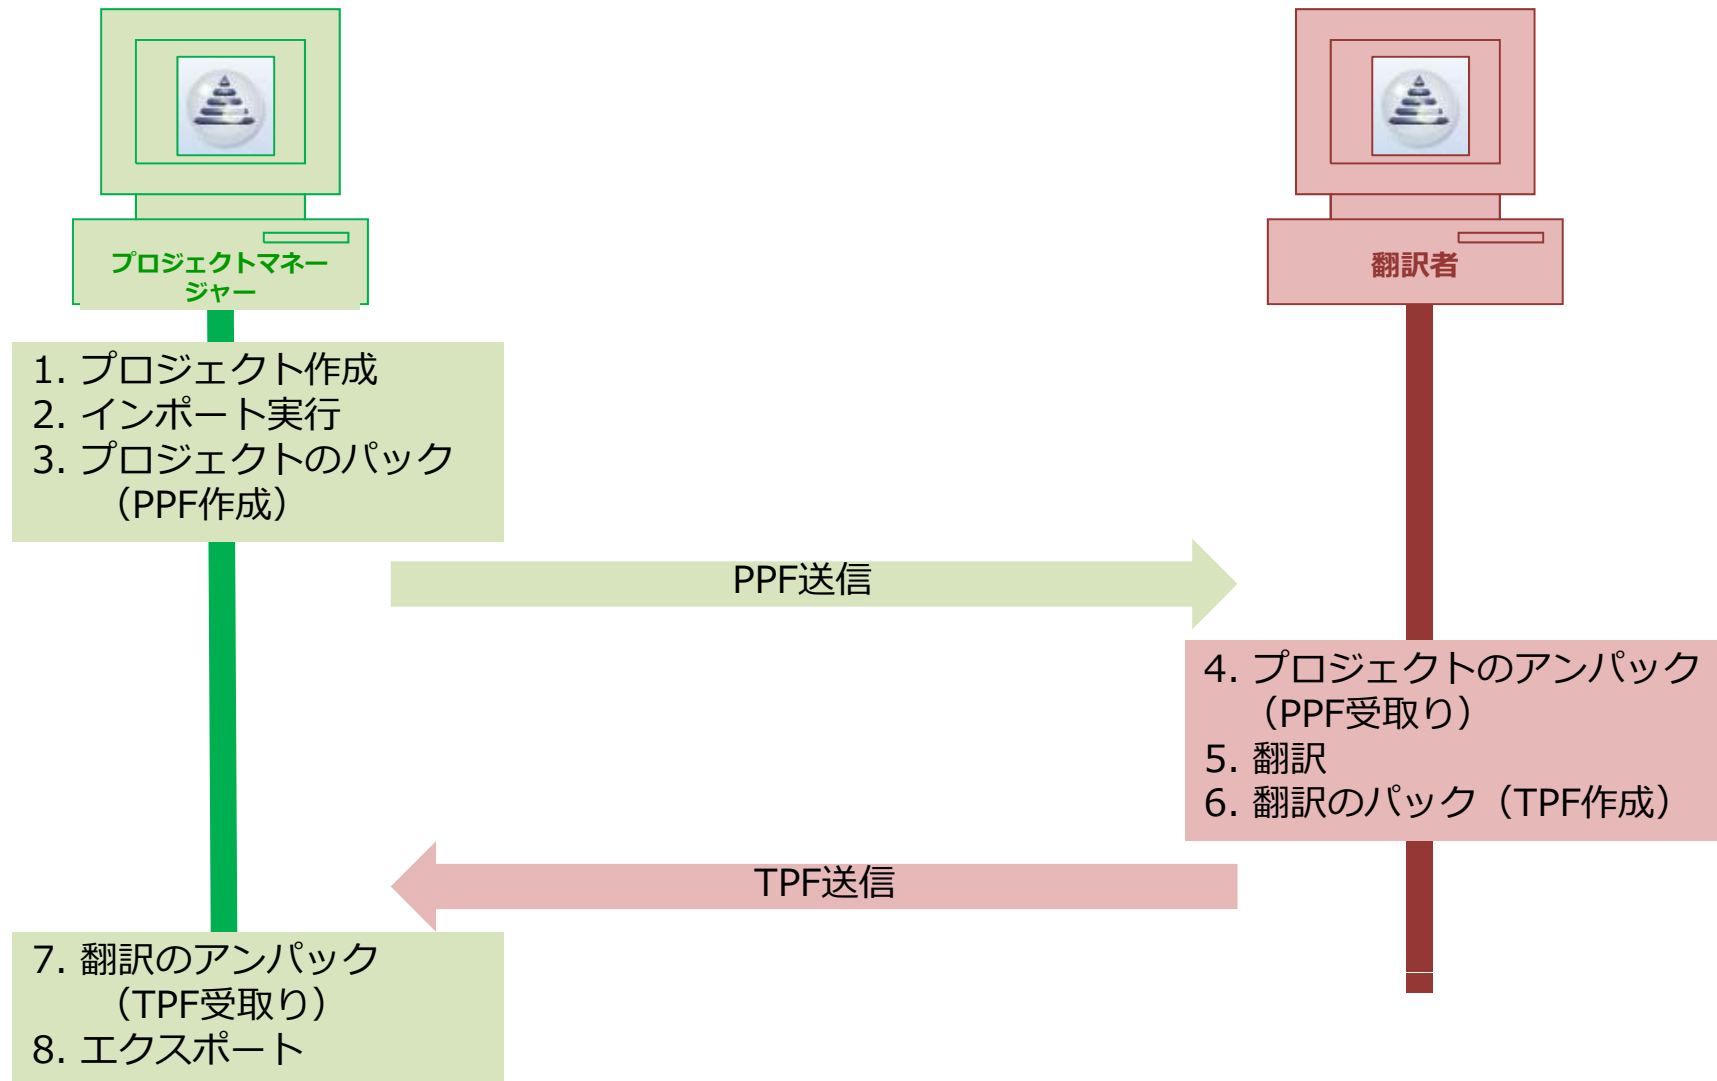 プロジェクトマネー
ジャー
翻訳者
1. プロジェクト作成
2. インポート実行
3. プロジェクトのパック
（PPF作成）
PPF送信
4. プロジェクトのアンパック
（PPF受取り）
5. 翻訳
6. 翻訳のパック（TPF作成）
TPF送信
7. 翻訳のアンパック
（TPF受取り）
8. エクスポート